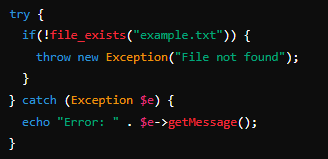 try {
  if(!file_exists("example.txt")) {
    throw new Exception("File not found");
  }
} catch (Exception $e) {
  echo "Error: " . $e->getMessage();
}